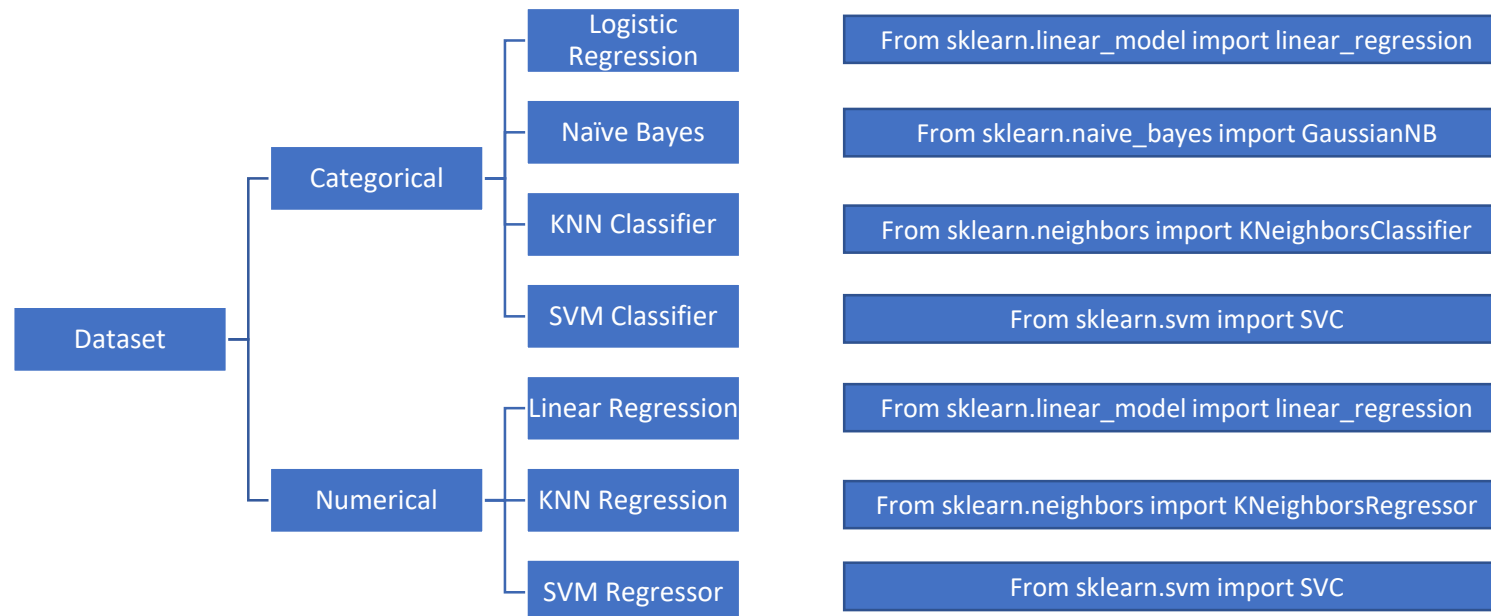 Logistic
Regression
From sklearn.linear_model import linear_regression
Naïve Bayes
From sklearn.naive_bayes import GaussianNB
Categorical
KNN Classifier
From sklearn.neighbors import KNeighborsClassifier
SVM Classifier
From sklearn.svm import SVC
Dataset
Linear Regression
From sklearn.linear_model import linear_regression
Numerical
KNN Regression
From sklearn.neighbors import KNeighborsRegressor
SVM Regressor
From sklearn.svm import SVC